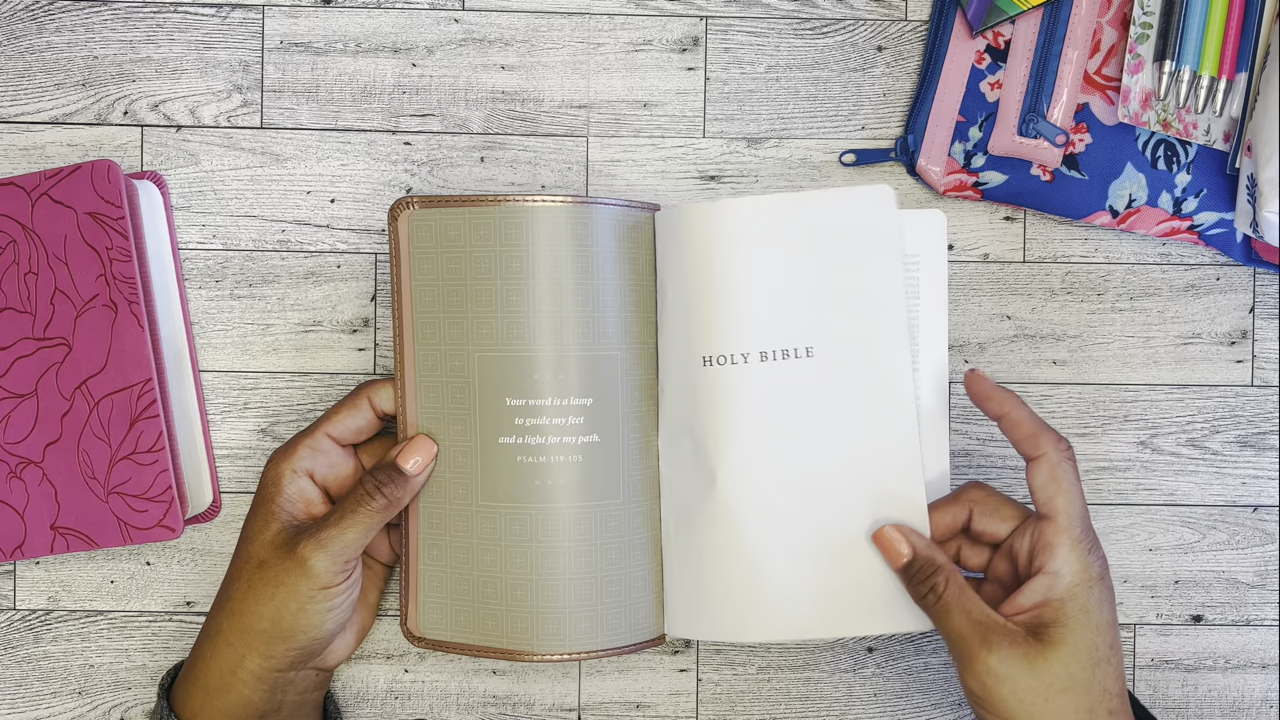 Your word is a lamp
to guide my feet
and a light for my path.
PSALM 119:105
HOLY BIBLE